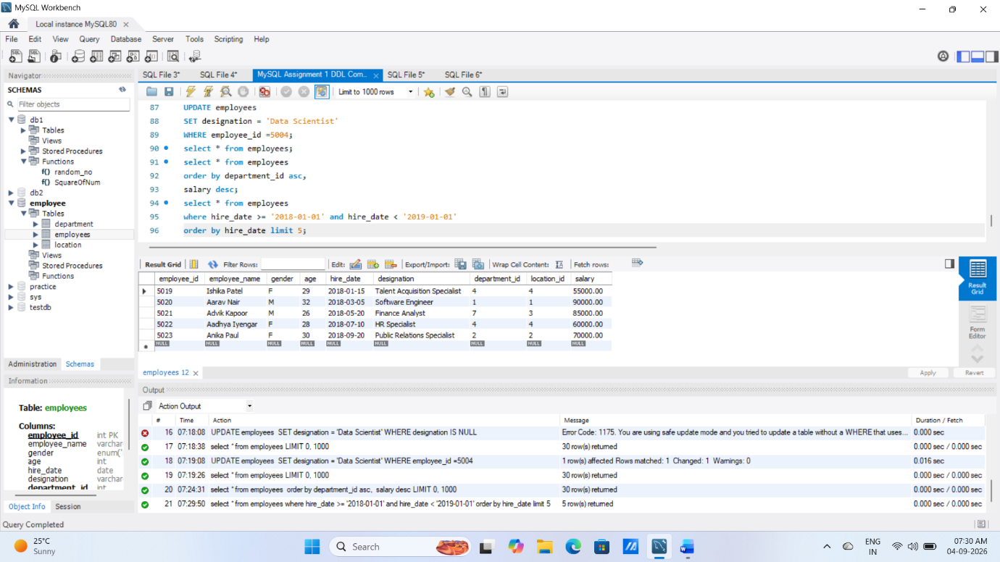 MySQL Workbench
Local instance MySQL80
File Edit View Query Database Server Tools Scripting Help
Navigator
SCHEMAS
Filter objects
db1
Tables
Views
Stored Procedures
Functions
f() random_no
f() SquareOfNum
db2
employee
Tables
department
employees
location
Views
Stored Procedures
Functions
practice
sys
testdb
Administration Schemas
Information
Table: employees
Columns:
employee_id int PK
employee_name varchar
gender enum('
age int
hire_date date
designation varchar
department_id int
Object Info Session
SQL File 3* SQL File 4* MySQL Assignment 1 DDL Com... SQL File 5* SQL File 6*
Limit to 1000 rows
87 UPDATE employees
88 SET designation = 'Data Scientist'
89 WHERE employee_id =5004;
90 select * from employees;
91 select * from employees
92 order by department_id asc,
93 salary desc;
94 select * from employees
95 where hire_date >= '2018-01-01' and hire_date < '2019-01-01'
96 order by hire_date limit 5;
Result Grid Filter Rows: Edit: Export/Import: Wrap Cell Content: Fetch rows:
employee_id employee_name gender age hire_date designation department_id location_id salary
5019 Ishika Patel F 29 2018-01-15 Talent Acquisition Specialist 4 4 55000.00
5020 Aarav Nair M 32 2018-03-05 Software Engineer 1 1 90000.00
5021 Advik Kapoor M 26 2018-05-20 Finance Analyst 7 3 85000.00
5022 Aadhya Iyengar F 28 2018-07-10 HR Specialist 4 4 60000.00
5023 Anika Paul F 30 2018-09-20 Public Relations Specialist 2 2 70000.00
NULL NULL NULL NULL NULL NULL NULL NULL NULL
Result
Grid
Form
Editor
employees 12
Apply Revert
Output
Action Output
# Time Action Message Duration / Fetch
16 07:18:08 UPDATE employees SET designation = 'Data Scientist' WHERE designation IS NULL Error Code: 1175. You are using safe update mode and you tried to update a table without a WHERE that uses... 0.000 sec
17 07:18:38 select * from employees LIMIT 0, 1000 30 row(s) returned 0.000 sec / 0.000 sec
18 07:19:08 UPDATE employees SET designation = 'Data Scientist' WHERE employee_id =5004 1 row(s) affected Rows matched: 1 Changed: 1 Warnings: 0 0.016 sec
19 07:19:26 select * from employees LIMIT 0, 1000 30 row(s) returned 0.000 sec / 0.000 sec
20 07:24:31 select * from employees order by department_id asc, salary desc LIMIT 0, 1000 30 row(s) returned 0.000 sec / 0.000 sec
21 07:29:50 select * from employees where hire_date >= '2018-01-01' and hire_date < '2019-01-01' order by hire_date limit 5 5 row(s) returned 0.000 sec / 0.000 sec
Query Completed
25°C
Sunny
Search
ENG
IN
07:30 AM
04-09-2026